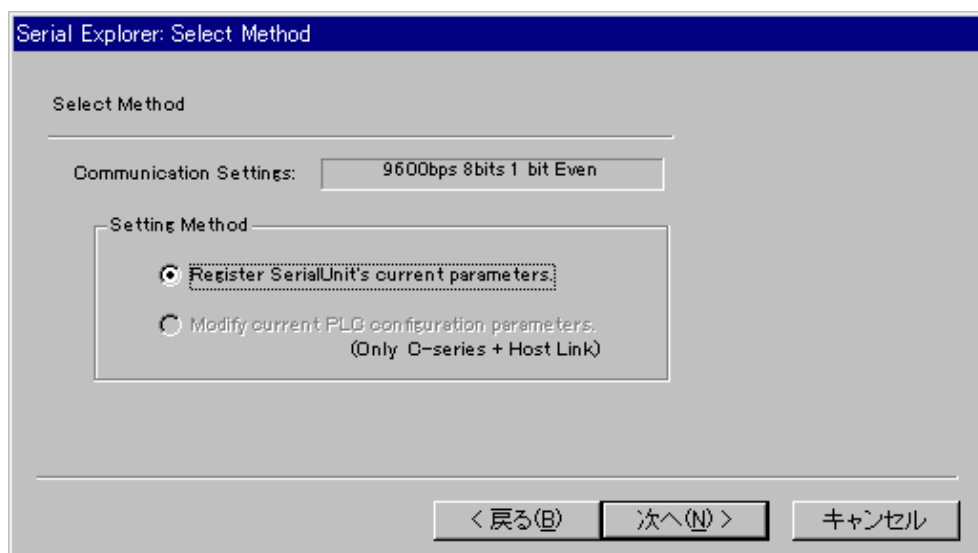 Serial Explorer: Select Method
Select Method
Communication Settings: 9600bps 8bits 1 bit Even
Setting Method
Register SerialUnit's current parameters.
Modify current PLC configuration parameters.
(Only C-series + Host Link)
< 戻る(B) 次へ(N) > キャンセル